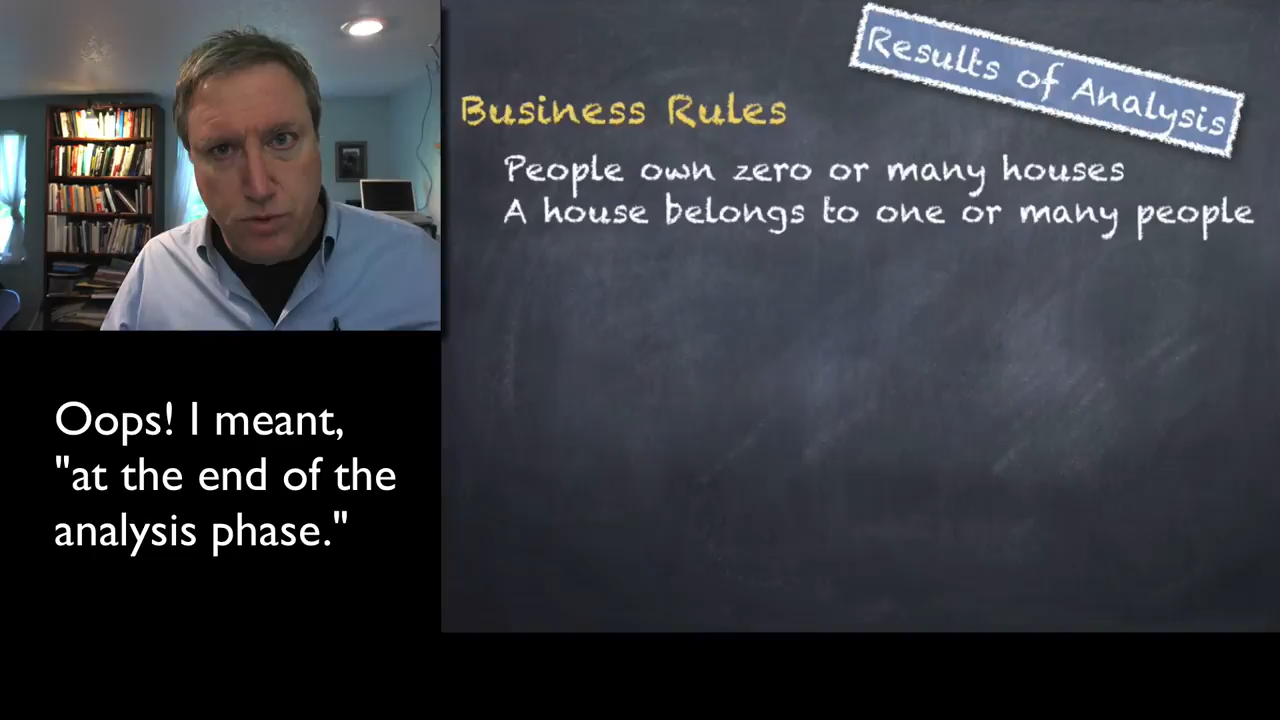 Results of Analysis
Business Rules
People own zero or many houses
A house belongs to one or many people
Oops! I meant,
"at the end of the
analysis phase."